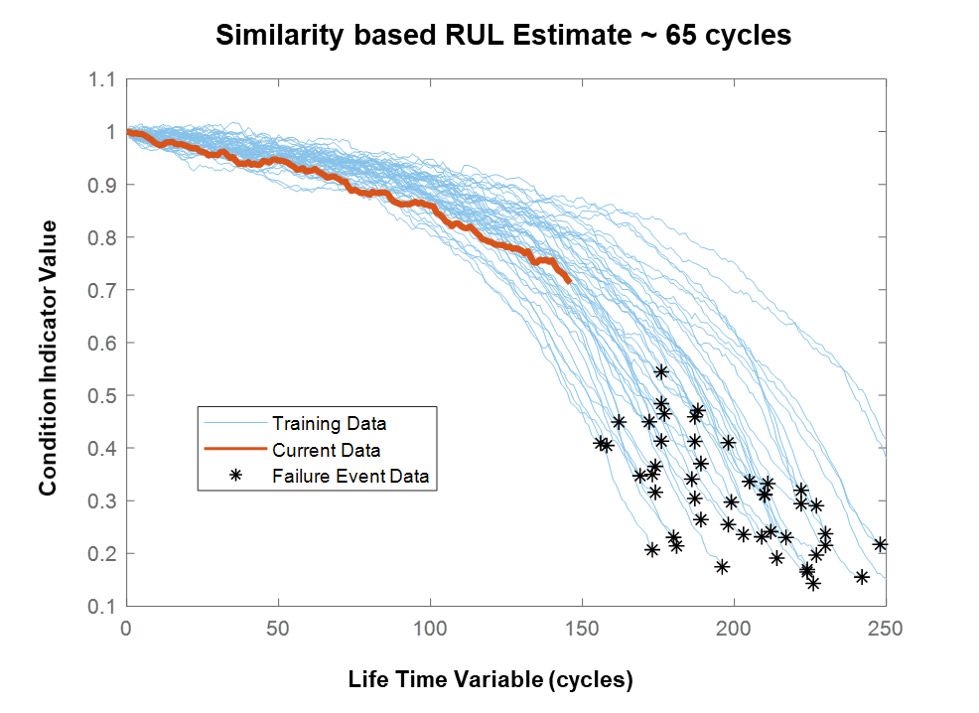 Similarity based RUL Estimate ~ 65 cycles
1.1
1
0.9
0.8
0.7
0.6
0.5
0.4
0.3
0.2
0.1
Condition Indicator Value
Training Data
Current Data
Failure Event Data
0 50 100 150 200 250
Life Time Variable (cycles)